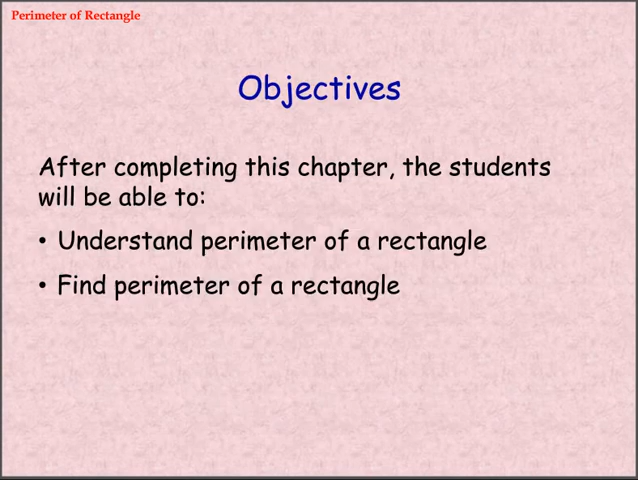 Perimeter of Rectangle
Objectives
After completing this chapter, the students
will be able to:
• Understand perimeter of a rectangle
• Find perimeter of a rectangle